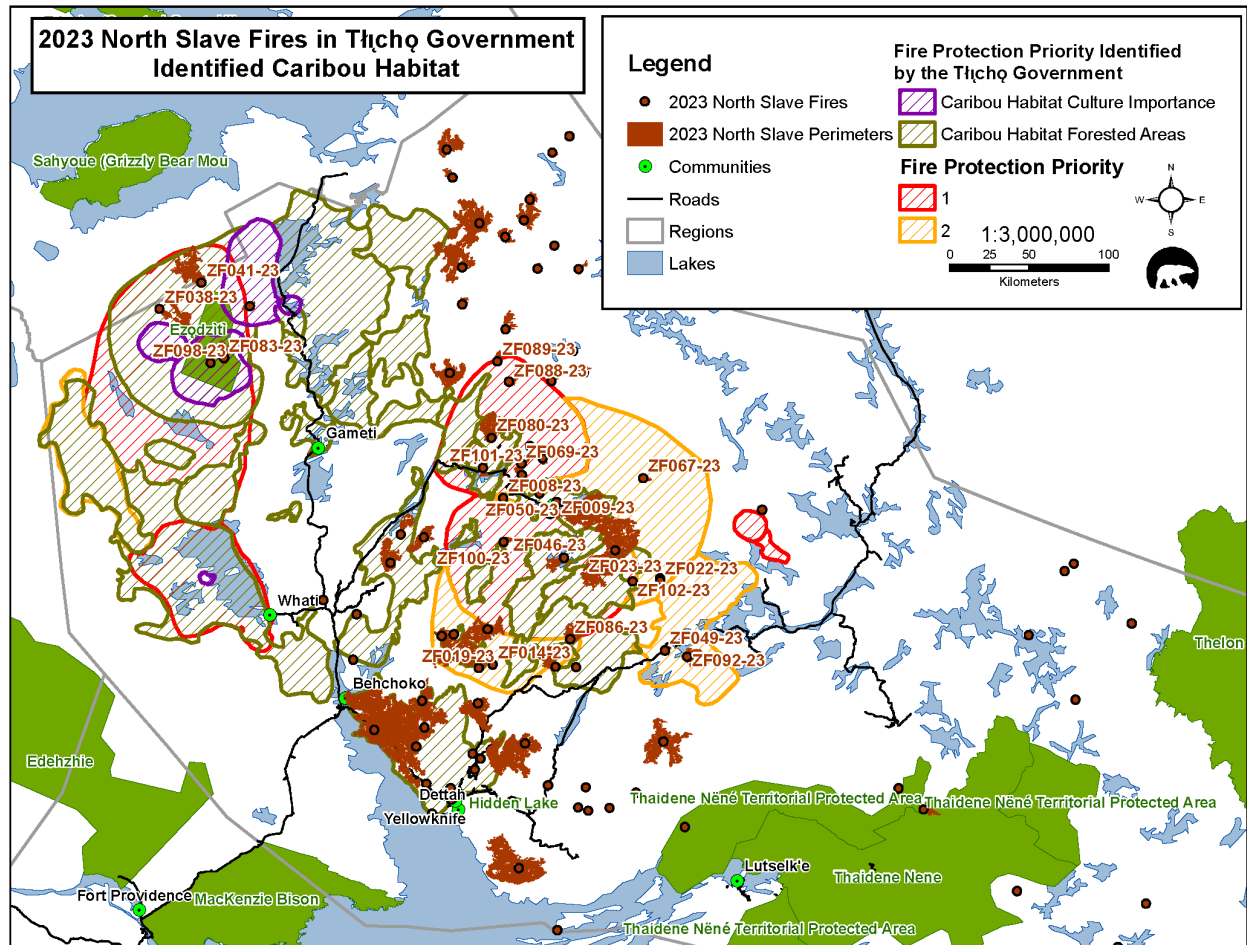 2023 North Slave Fires in Tłı̨chǫ Government
Identified Caribou Habitat
Legend
2023 North Slave Fires
2023 North Slave Perimeters
Communities
Roads
Regions
Lakes
Fire Protection Priority Identified
by the Tłı̨chǫ Government
Caribou Habitat Culture Importance
Caribou Habitat Forested Areas
Fire Protection Priority
1
2
N
W
E
S
1:3,000,000
0
25
50
100
Kilometers
Sahyoue (Grizzly Bear Mou
ZF041-23
ZF038-23
Ezodziti
ZF098-23
ZF083-23
ZF089-23
ZF088-23
ZF080-23
Gameti
ZF101-23
ZF069-23
ZF067-23
ZF008-23
ZF050-23
ZF009-23
ZF100-23
ZF046-23
ZF023-23
ZF022-23
ZF102-23
Whati
ZF086-23
ZF049-23
ZF019-23
ZF014-23
ZF092-23
Thelon
Behchoko
Edehzhie
Dettah
Hidden Lake
Yellowknife
Thaidene Nëné Territorial Protected Area
Thaidene Nëné Territorial Protected Area
Lutselk'e
Thaidene Nene
Fort Providence
MacKenzie Bison
Thaidene Nëné Territorial Protected Area